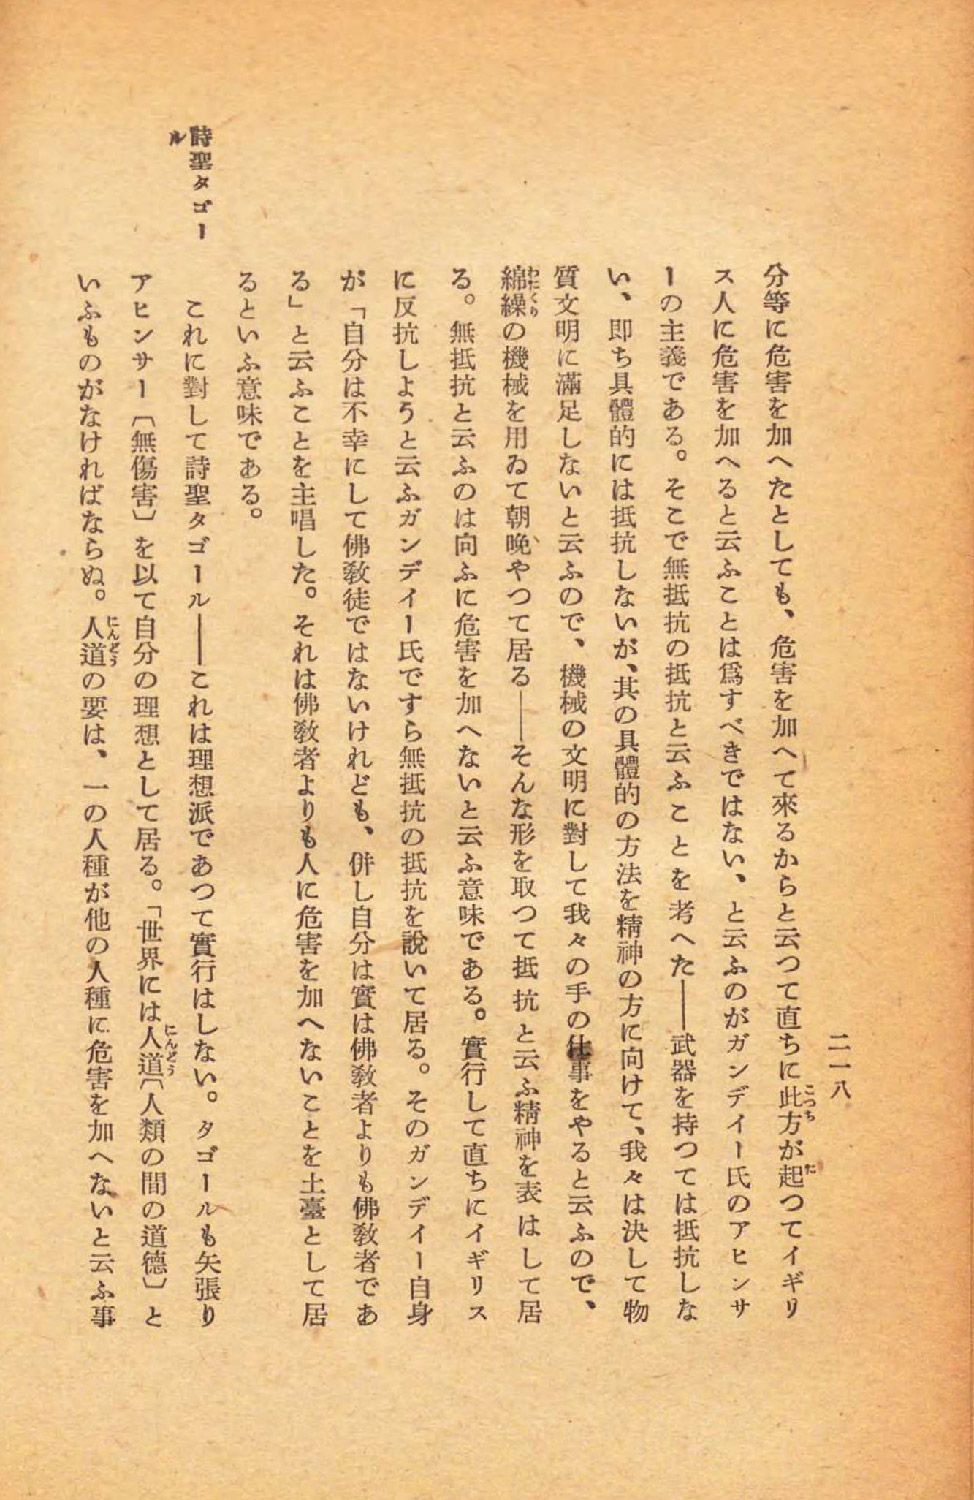 二一八
分等に危害を加へたとしても、危害を加へて來るからと云つて直ちに此方が起つてイギリ
ス人に危害を加へると云ふことは爲すべきではない、と云ふのがガンデイー氏のアヒンサ
ーの主義である。そこで無抵抗の抵抗と云ふことを考へた――武器を持つては抵抗しな
い、即ち具體的には抵抗しないが、其の具體的の方法を精神の方に向けて、我々は決して物
質文明に滿足しないと云ふので、機械の文明に對して我々の手の仕事をやると云ふので、
綿繰の機械を用ゐて朝晩やつて居る――そんな形を取つて抵抗と云ふ精神を表はして居
る。無抵抗と云ふのは向ふに危害を加へないと云ふ意味である。實行して直ちにイギリス
に反抗しようと云ふガンデイー氏ですら無抵抗の抵抗を說いて居る。そのガンデイー自身
が「自分は不幸にして佛敎徒ではないけれども、併し自分は實は佛敎者よりも佛敎者であ
る」と云ふことを主唱した。それは佛敎者よりも人に危害を加へないことを土臺として居
るといふ意味である。
詩聖タゴー
ル
これに對して詩聖タゴール――これは理想派であつて實行はしない。タゴールも矢張り
アヒンサー〔無傷害〕を以て自分の理想として居る。「世界には人道〔人類の間の道德〕と
いふものがなければならぬ。人道の要は、一の人種が他の人種に危害を加へないと云ふ事